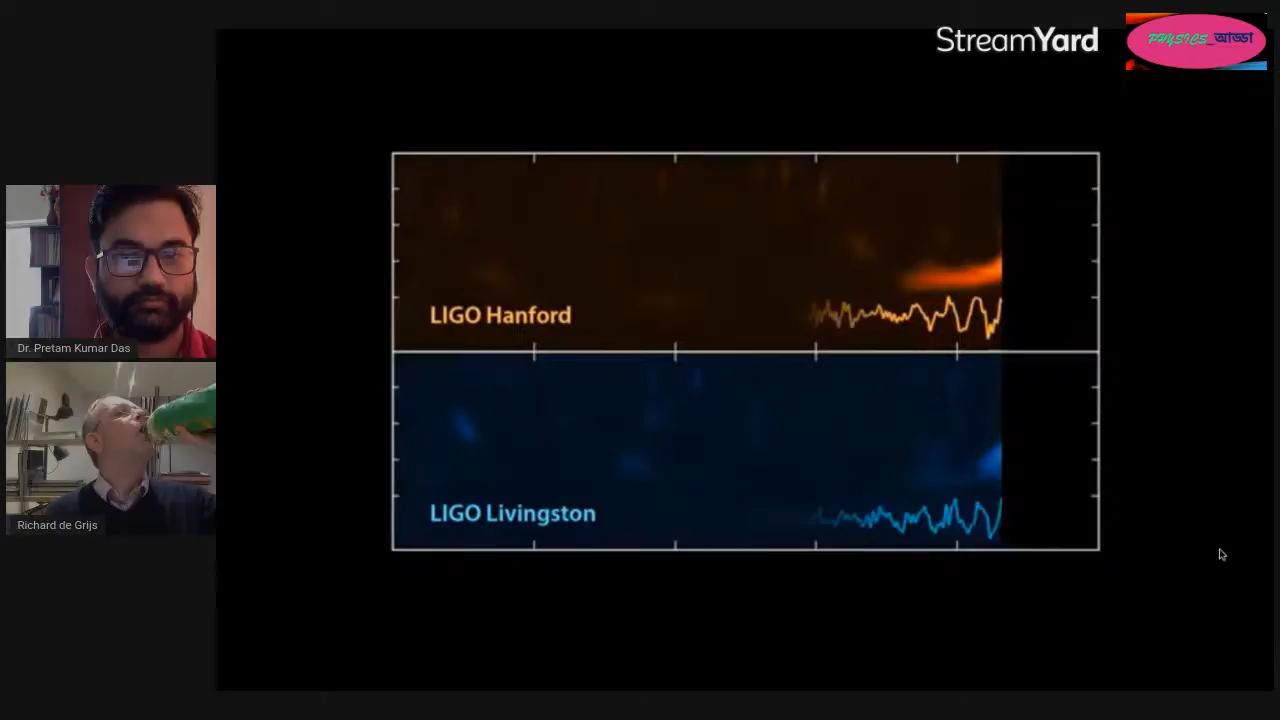 StreamYard
PHYSICS_আড্ডা
LIGO Hanford
Dr. Pretam Kumar Das
LIGO Livingston
Richard de Grijs